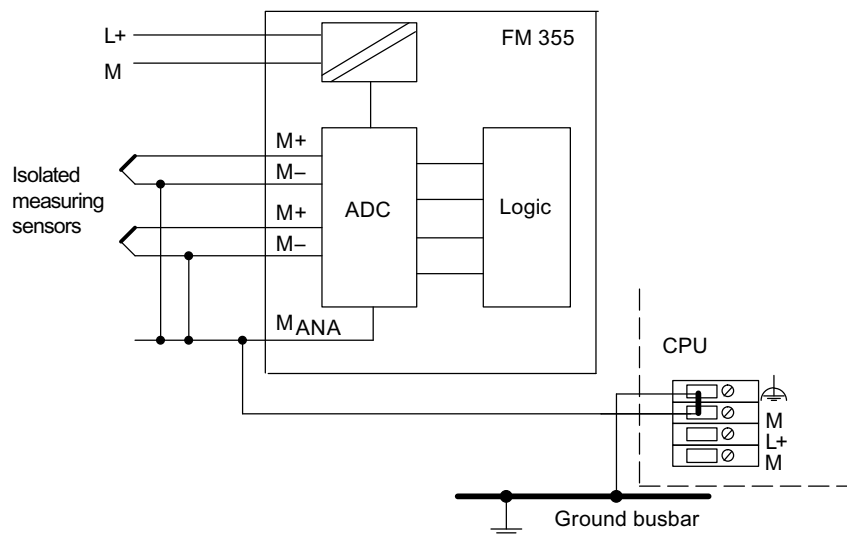 L+
FM 355
M
M+
Isolated
measuring
sensors
M–
ADC
Logic
M+
M–
MANA
CPU
M
L+
M
Ground busbar